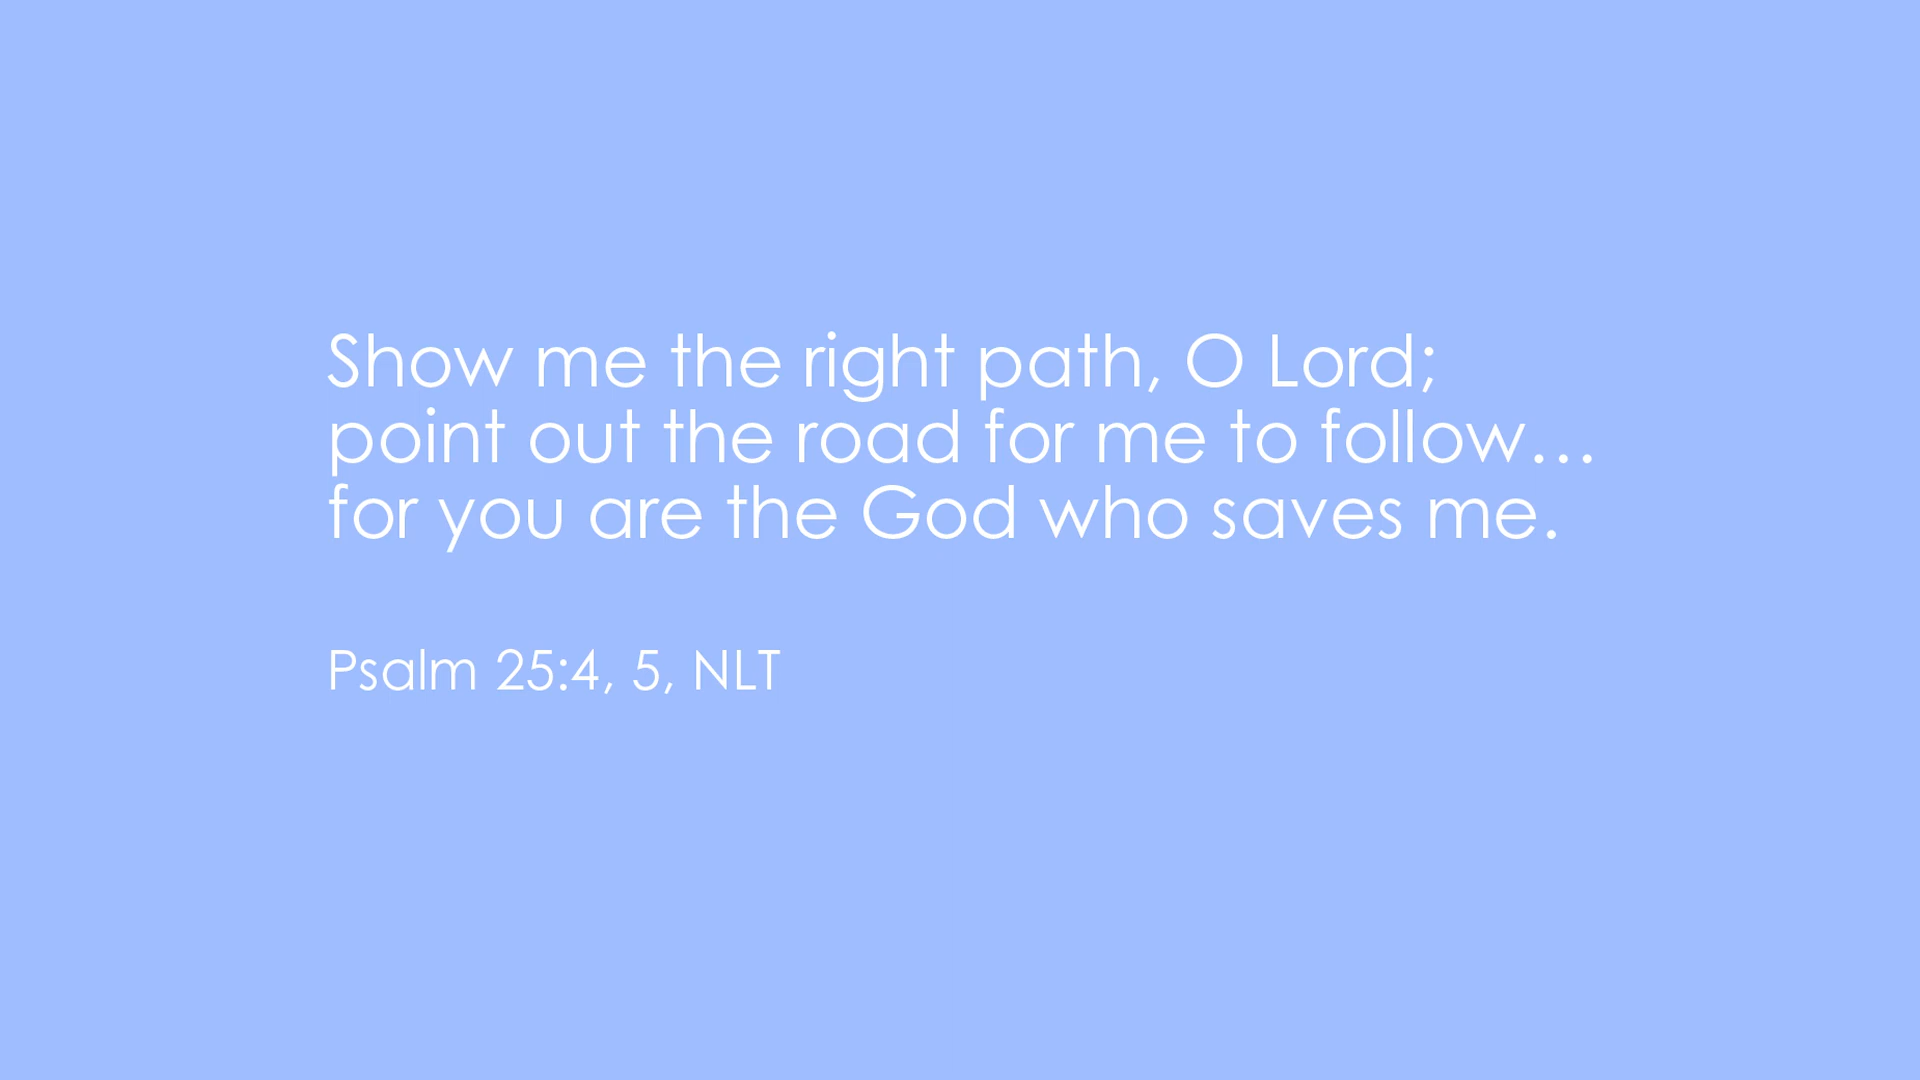 Show me the right path, O Lord;
point out the road for me to follow…
for you are the God who saves me.
Psalm 25:4, 5, NLT